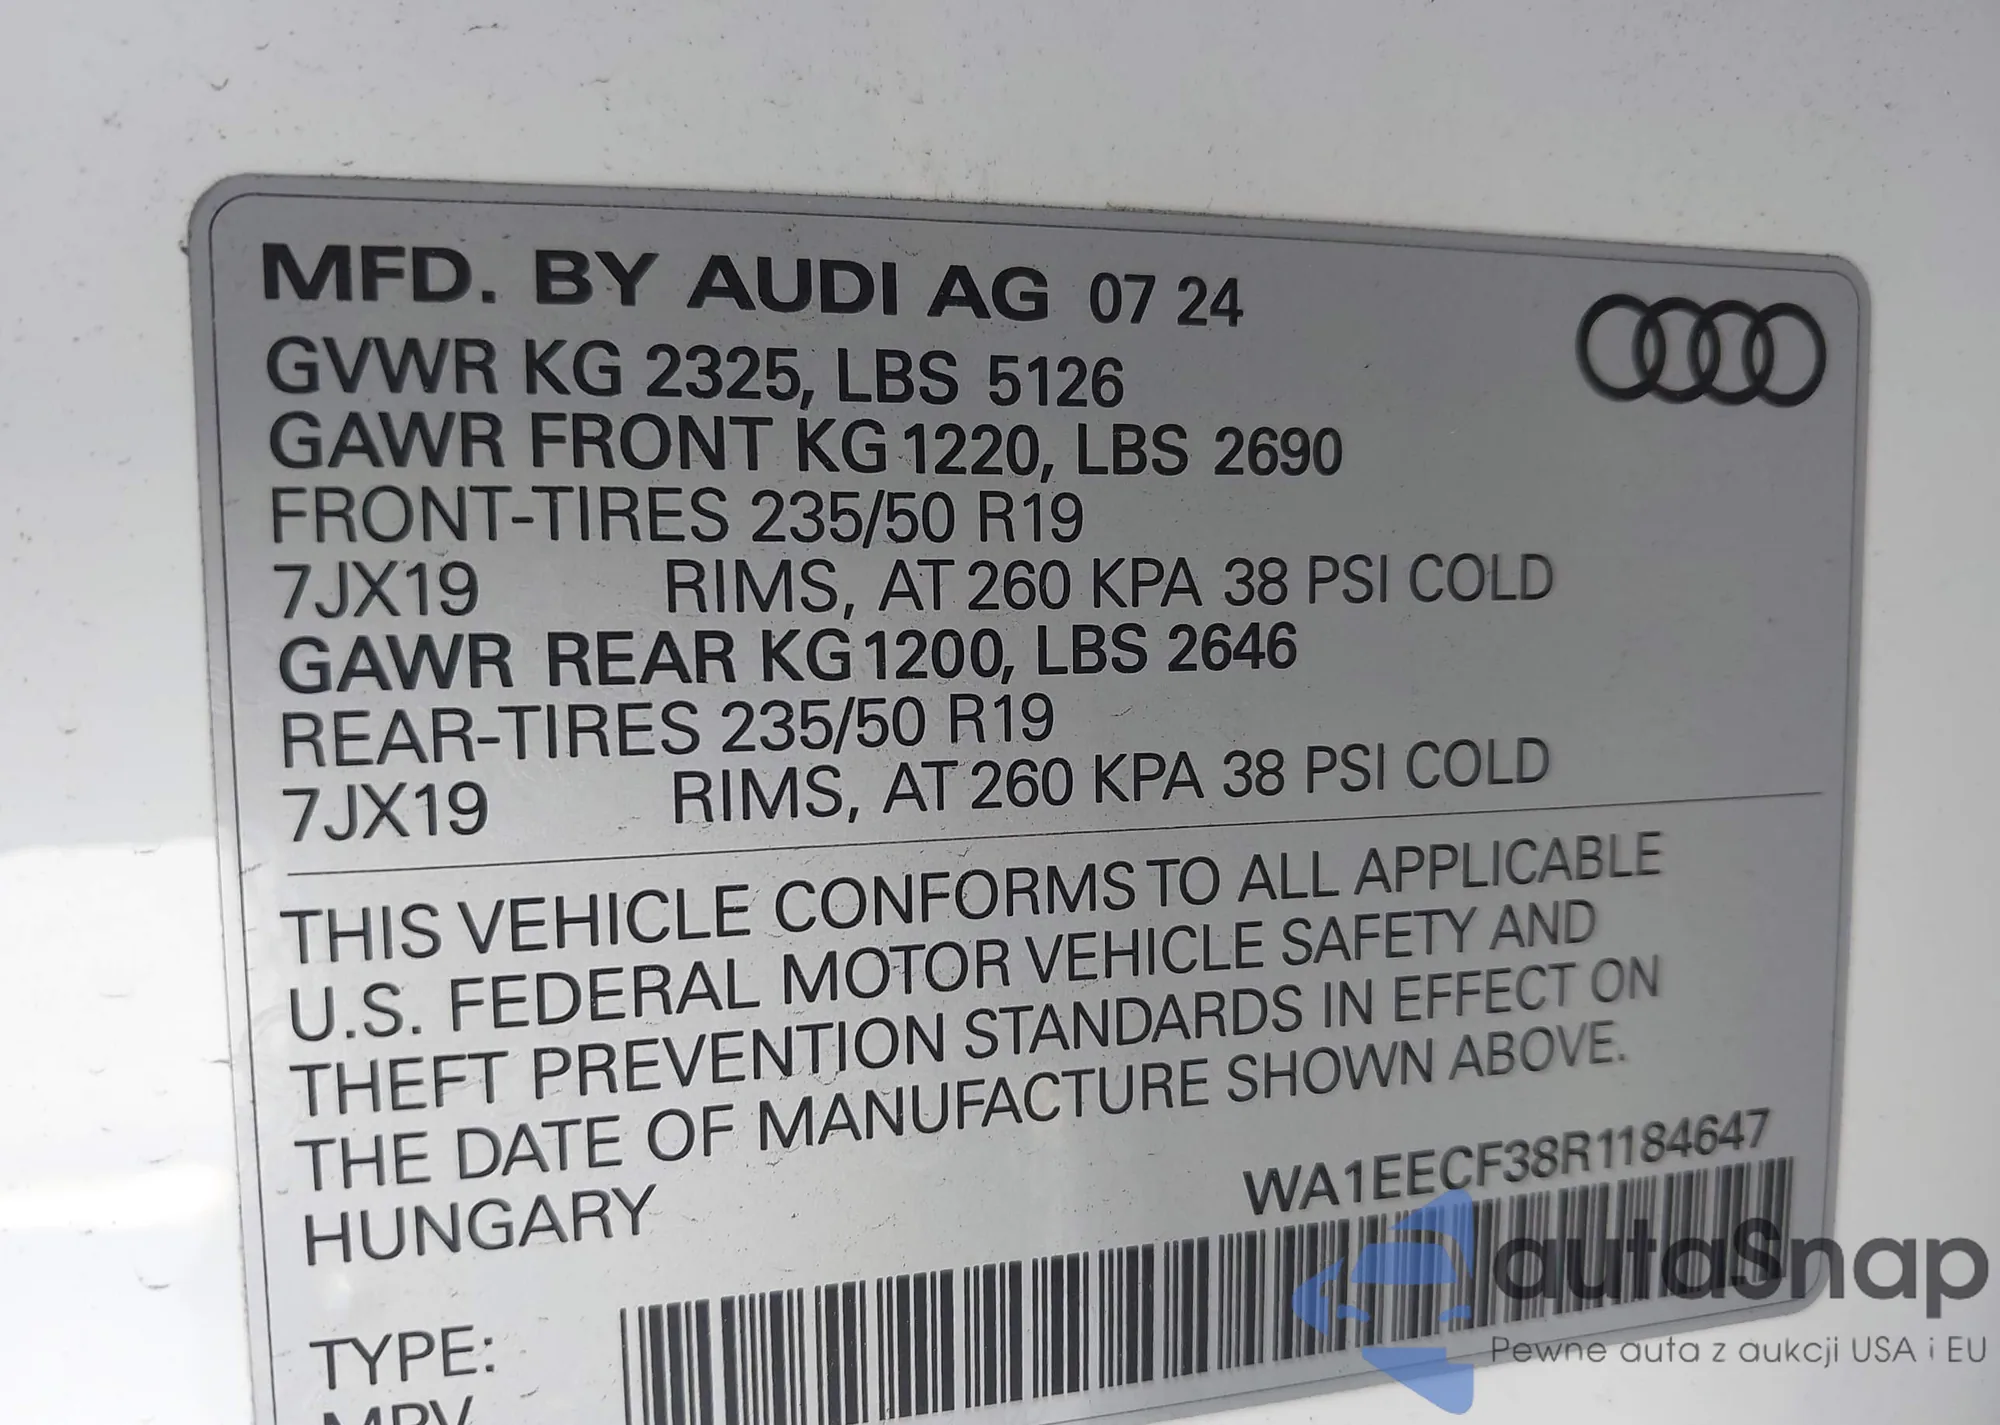 MFD. BY AUDI AG 07 24
GVWR KG 2325, LBS 5126
GAWR FRONT KG 1220, LBS 2690
FRONT-TIRES 235/50 R19
7JX19 RIMS, AT 260 KPA 38 PSI COLD
GAWR REAR KG 1200, LBS 2646
REAR-TIRES 235/50 R19
7JX19 RIMS, AT 260 KPA 38 PSI COLD
THIS VEHICLE CONFORMS TO ALL APPLICABLE
U.S. FEDERAL MOTOR VEHICLE SAFETY AND
THEFT PREVENTION STANDARDS IN EFFECT ON
THE DATE OF MANUFACTURE SHOWN ABOVE.
HUNGARY
WA1EECF38R1184647
TYPE:
MPV
autaSnap
Pewne auta z aukcji USA i EU